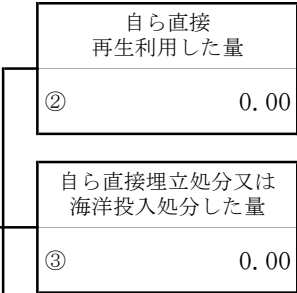 自ら直接
再生利用した量
② 0.00
自ら直接埋立処分又は
海洋投入処分した量
③ 0.00